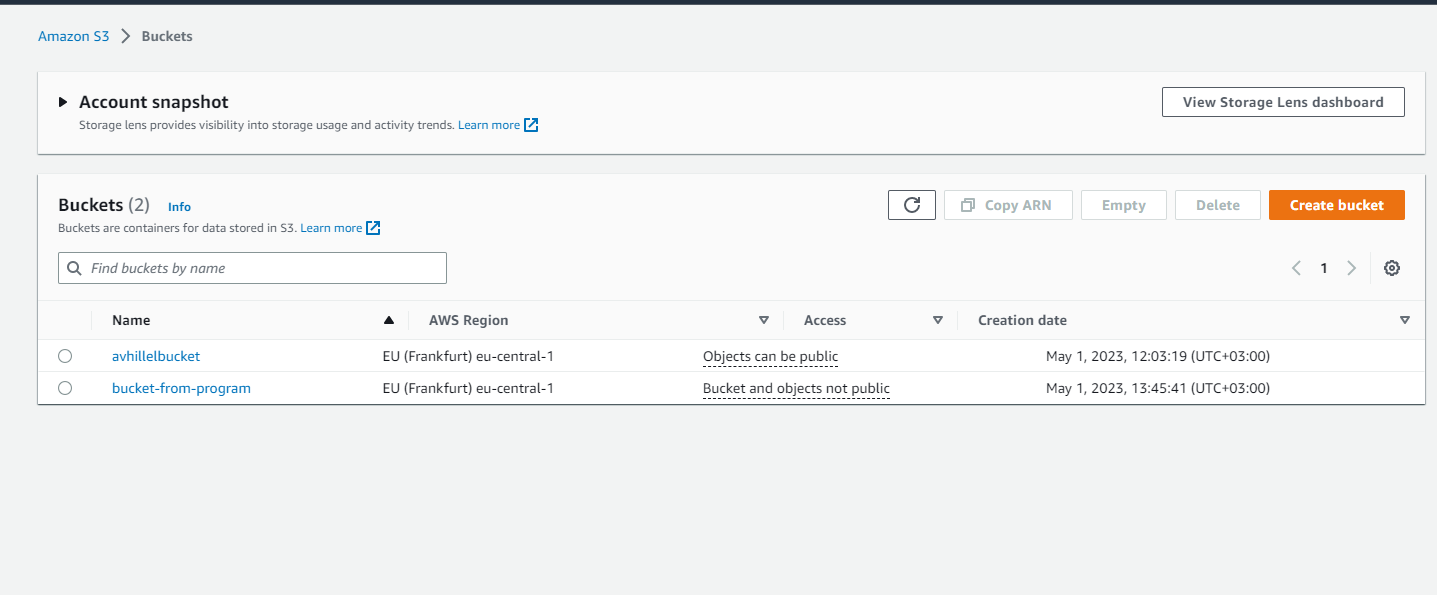 Amazon S3 Buckets
Account snapshot
View Storage Lens dashboard
Storage lens provides visibility into storage usage and activity trends. Learn more
Buckets (2) Info
Copy ARN Empty Delete Create bucket
Buckets are containers for data stored in S3. Learn more
Find buckets by name
1
Name AWS Region Access Creation date
avhillelbucket EU (Frankfurt) eu-central-1 Objects can be public May 1, 2023, 12:03:19 (UTC+03:00)
bucket-from-program EU (Frankfurt) eu-central-1 Bucket and objects not public May 1, 2023, 13:45:41 (UTC+03:00)